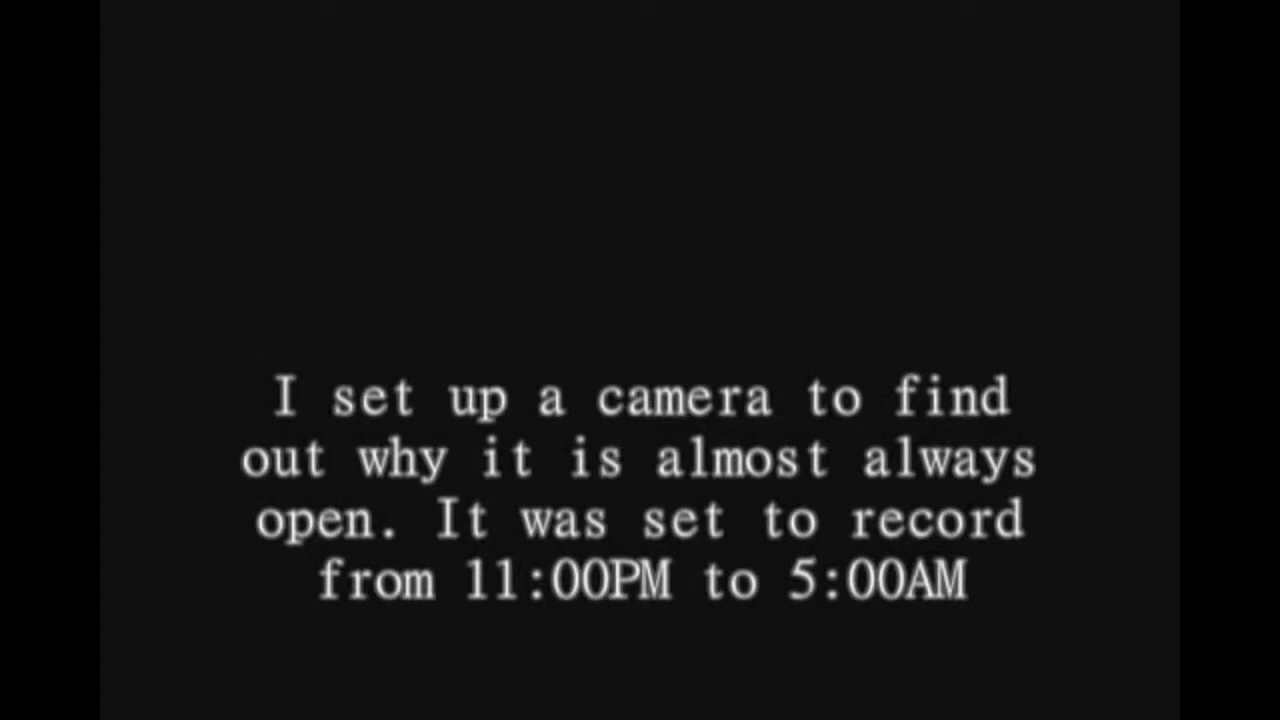 I set up a camera to find
out why it is almost always
open. It was set to record
from 11:00PM to 5:00AM